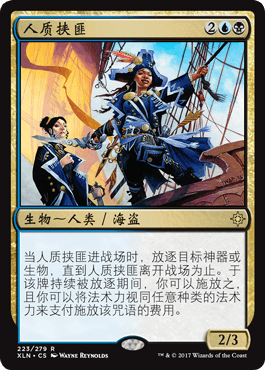 人质挟匪 2
生物～人类／海盗
当人质挟匪进战场时，放逐目标神器或
生物，直到人质挟匪离开战场为止。于
该牌持续被放逐期间，你可以施放之，
且你可以将法术力视同任意种类的法术
力来支付施放该咒语的费用。
2/3
223/279 R
XLN • CS WAYNE REYNOLDS
™ & © 2017 Wizards of the Coast